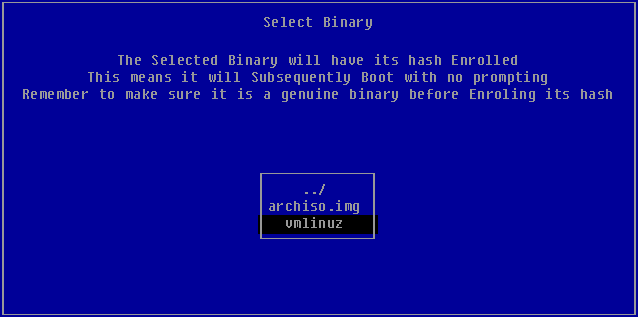 Select Binary
The Selected Binary will have its hash Enrolled
This means it will Subsequently Boot with no prompting
Remember to make sure it is a genuine binary before Enroling its hash
../
archiso.img
vmlinuz